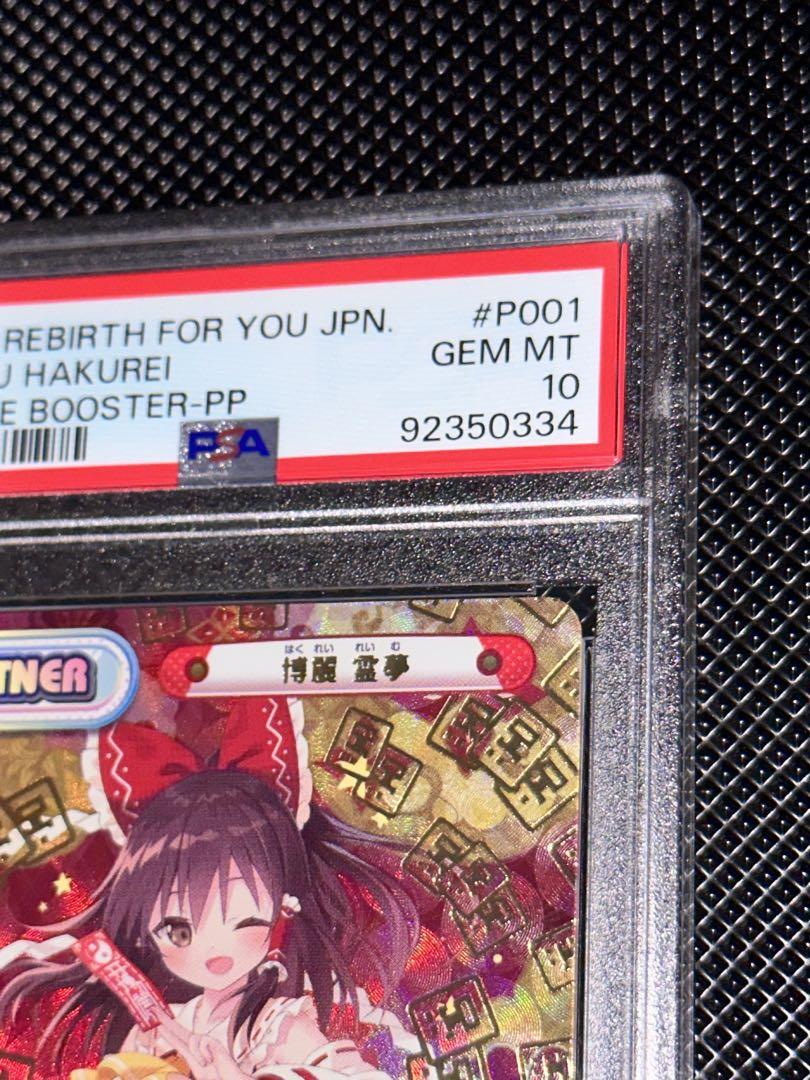 REBIRTH FOR YOU JPN. #P001
U HAKUREI GEM MT
E BOOSTER-PP 10
PSA 92350334
TNER
はく れい れい む
博麗 霊夢